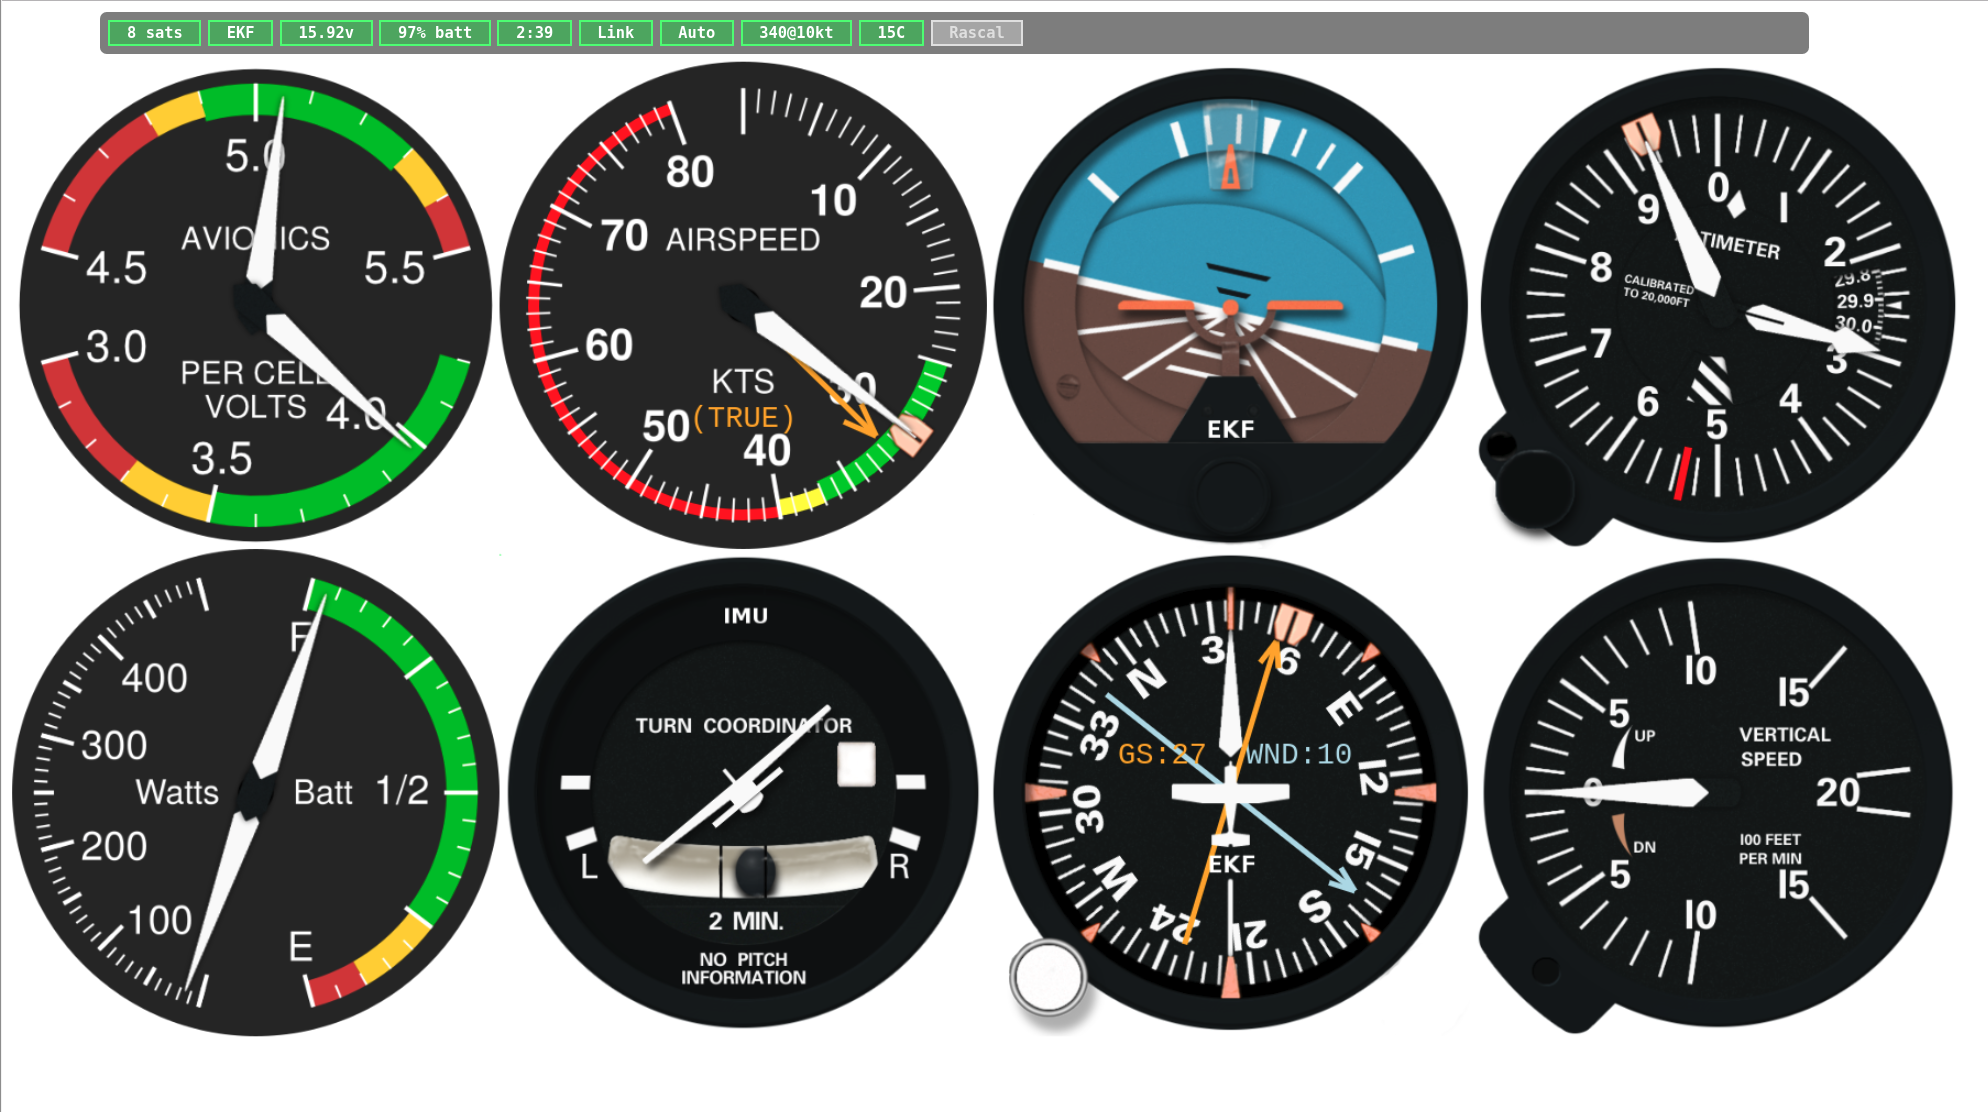 8 sats EKF 15.92v 97% batt 2:39 Link Auto 340@10kt 15C Rascal
5.0
AVIONICS
4.5 5.5
3.0
PER CELL
VOLTS 4.0
3.5
80 10
70 AIRSPEED
20
60
KTS 30
(TRUE)
50 40
EKF
0 1
9
ALTIMETER 2
8 CALIBRATED
TO 20,000FT
29.8
29.9
30.0
7 3
6 4
5
F
400
300
Watts Batt 1/2
200
100
E
IMU
TURN COORDINATOR
L R
2 MIN.
NO PITCH
INFORMATION
3 6
N E
33
GS:27 WND:10
12
30
EKF 15
W S
24 21
10
15
5 UP VERTICAL
SPEED
0 20
DN 100 FEET
PER MIN
5 15
10